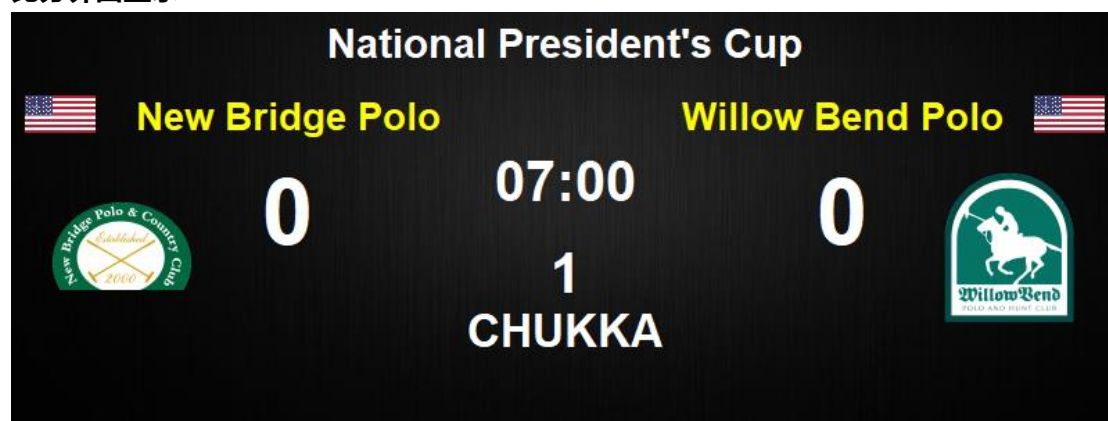 National President's Cup
New Bridge Polo
Willow Bend Polo
07:00
0
0
New Bridge Polo & Country Club
Established
2000
1
CHUKKA
WillowBend
POLO AND HUNT CLUB